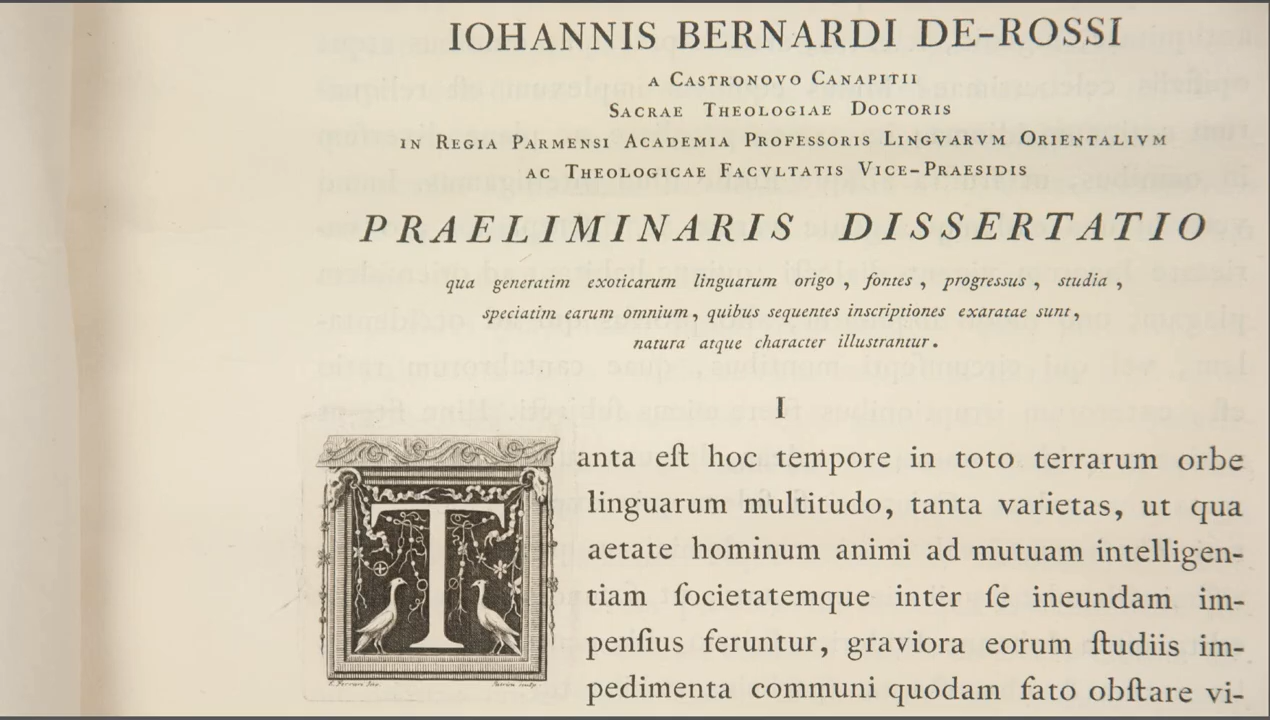 IOHANNIS BERNARDI DE-ROSSI
A CASTRONOVO CANAPITII
SACRAE THEOLOGIAE DOCTORIS
IN REGIA PARMENSI ACADEMIA PROFESSORIS LINGVARVM ORIENTALIVM
AC THEOLOGICAE FACVLTATIS VICE-PRAESIDIS
PRAELIMINARIS DISSERTATIO
qua generatim exoticarum linguarum origo , fontes , progressus , studia ,
speciatim earum omnium , quibus sequentes inscriptiones exaratae sunt,
natura atque character illustrantur.
I
Tanta eſt hoc tempore in toto terrarum orbe
linguarum multitudo, tanta varietas, ut qua
aetate hominum animi ad mutuam intelligen-
tiam ſocietatemque inter ſe ineundam im-
penſius feruntur, graviora eorum ſtudiis im-
pedimenta communi quodam fato obſtare vi-